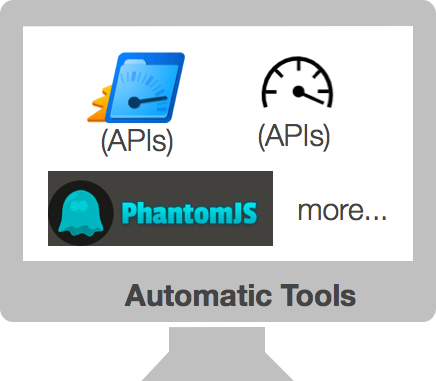 (APIs)
(APIs)
PhantomJS
more...
Automatic Tools